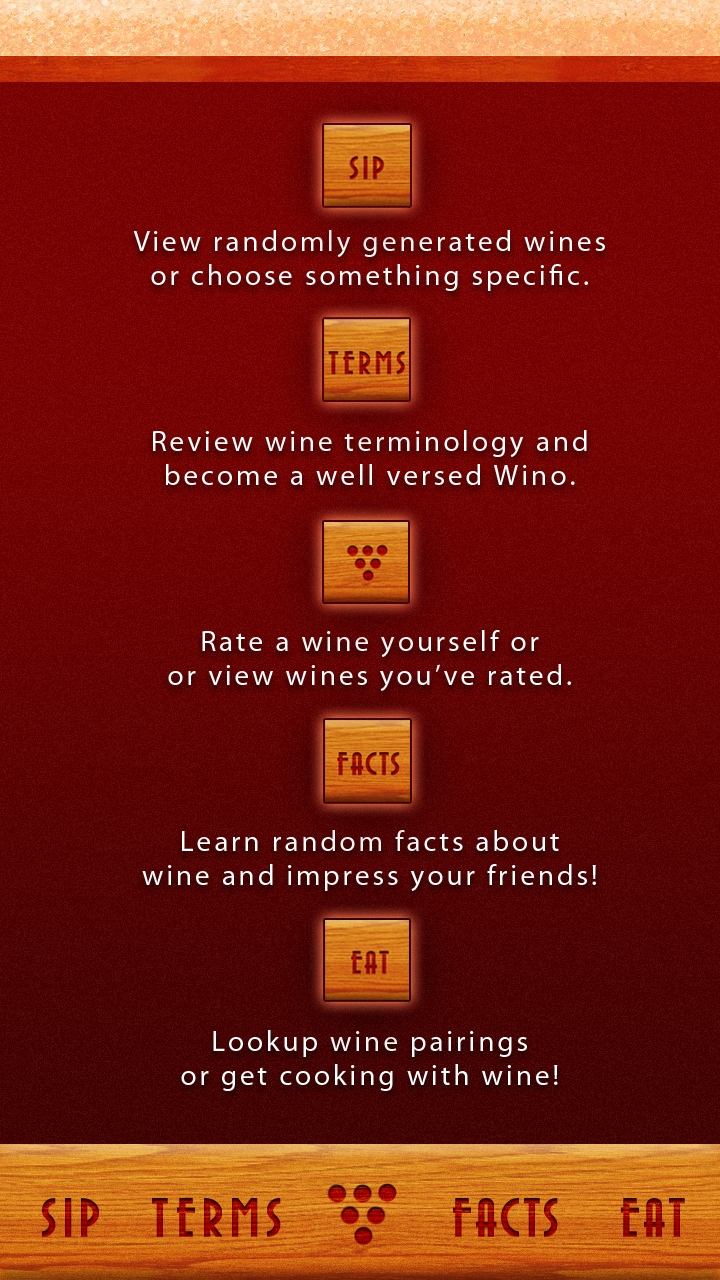 SIP
View randomly generated wines
or choose something specific.
TERMS
Review wine terminology and
become a well versed Wino.
Rate a wine yourself or
or view wines you’ve rated.
FACTS
Learn random facts about
wine and impress your friends!
EAT
Lookup wine pairings
or get cooking with wine!
SIP TERMS FACTS EAT